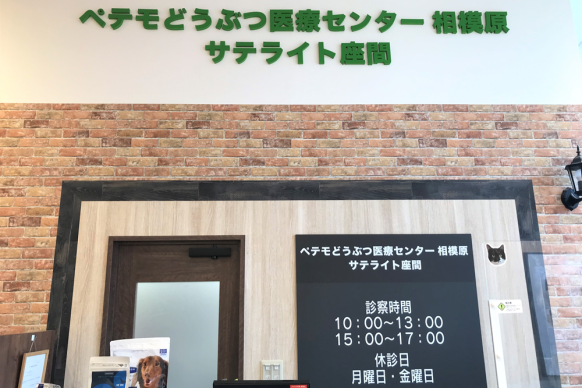 ペテモどうぶつ医療センター 相模原
サテライト座間
ペテモどうぶつ医療センター 相模原
サテライト座間
診察時間
10:00～13:00
15:00～17:00
休診日
月曜日・金曜日